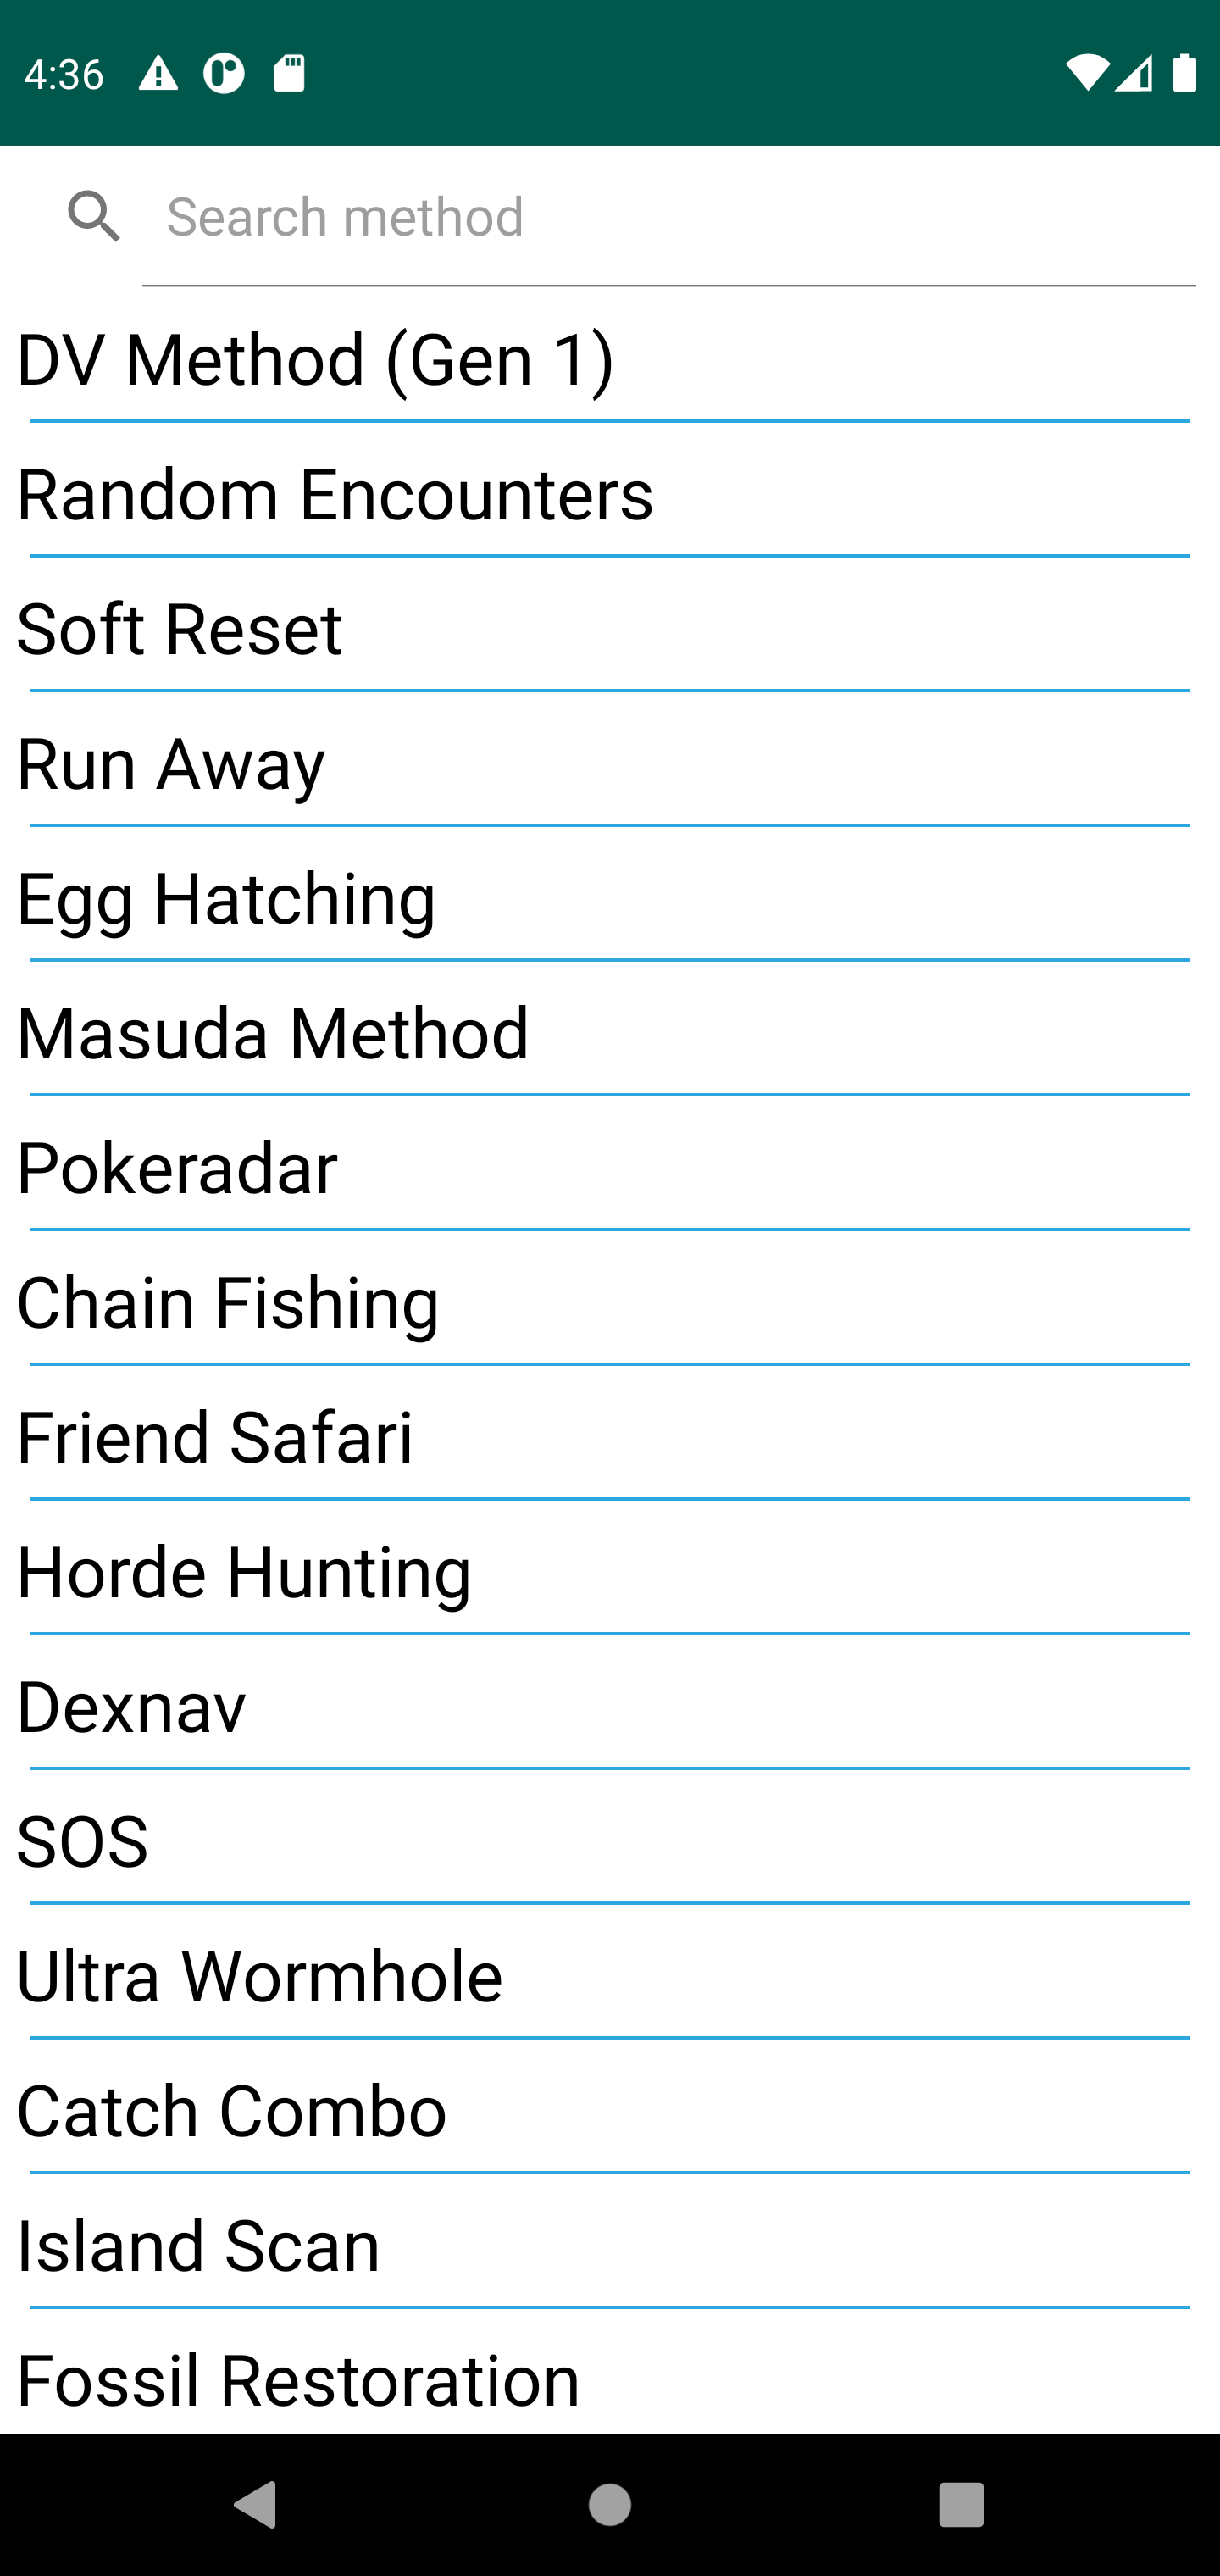 4:36
Search method
DV Method (Gen 1)
Random Encounters
Soft Reset
Run Away
Egg Hatching
Masuda Method
Pokeradar
Chain Fishing
Friend Safari
Horde Hunting
Dexnav
SOS
Ultra Wormhole
Catch Combo
Island Scan
Fossil Restoration